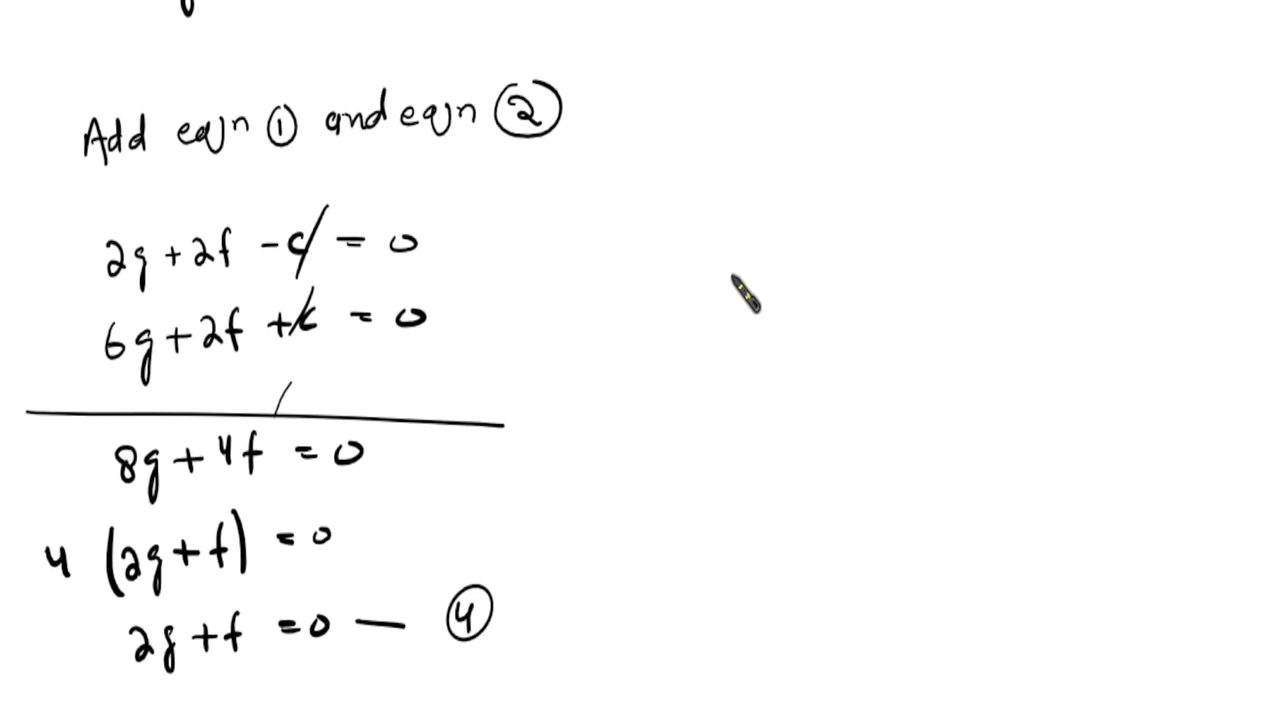 Add eqn ① and eqn ②
2g + 2f - c = 0
6g + 2f + c = 0
8g + 4f = 0
4 (2g + f) = 0
2g + f = 0 — ④